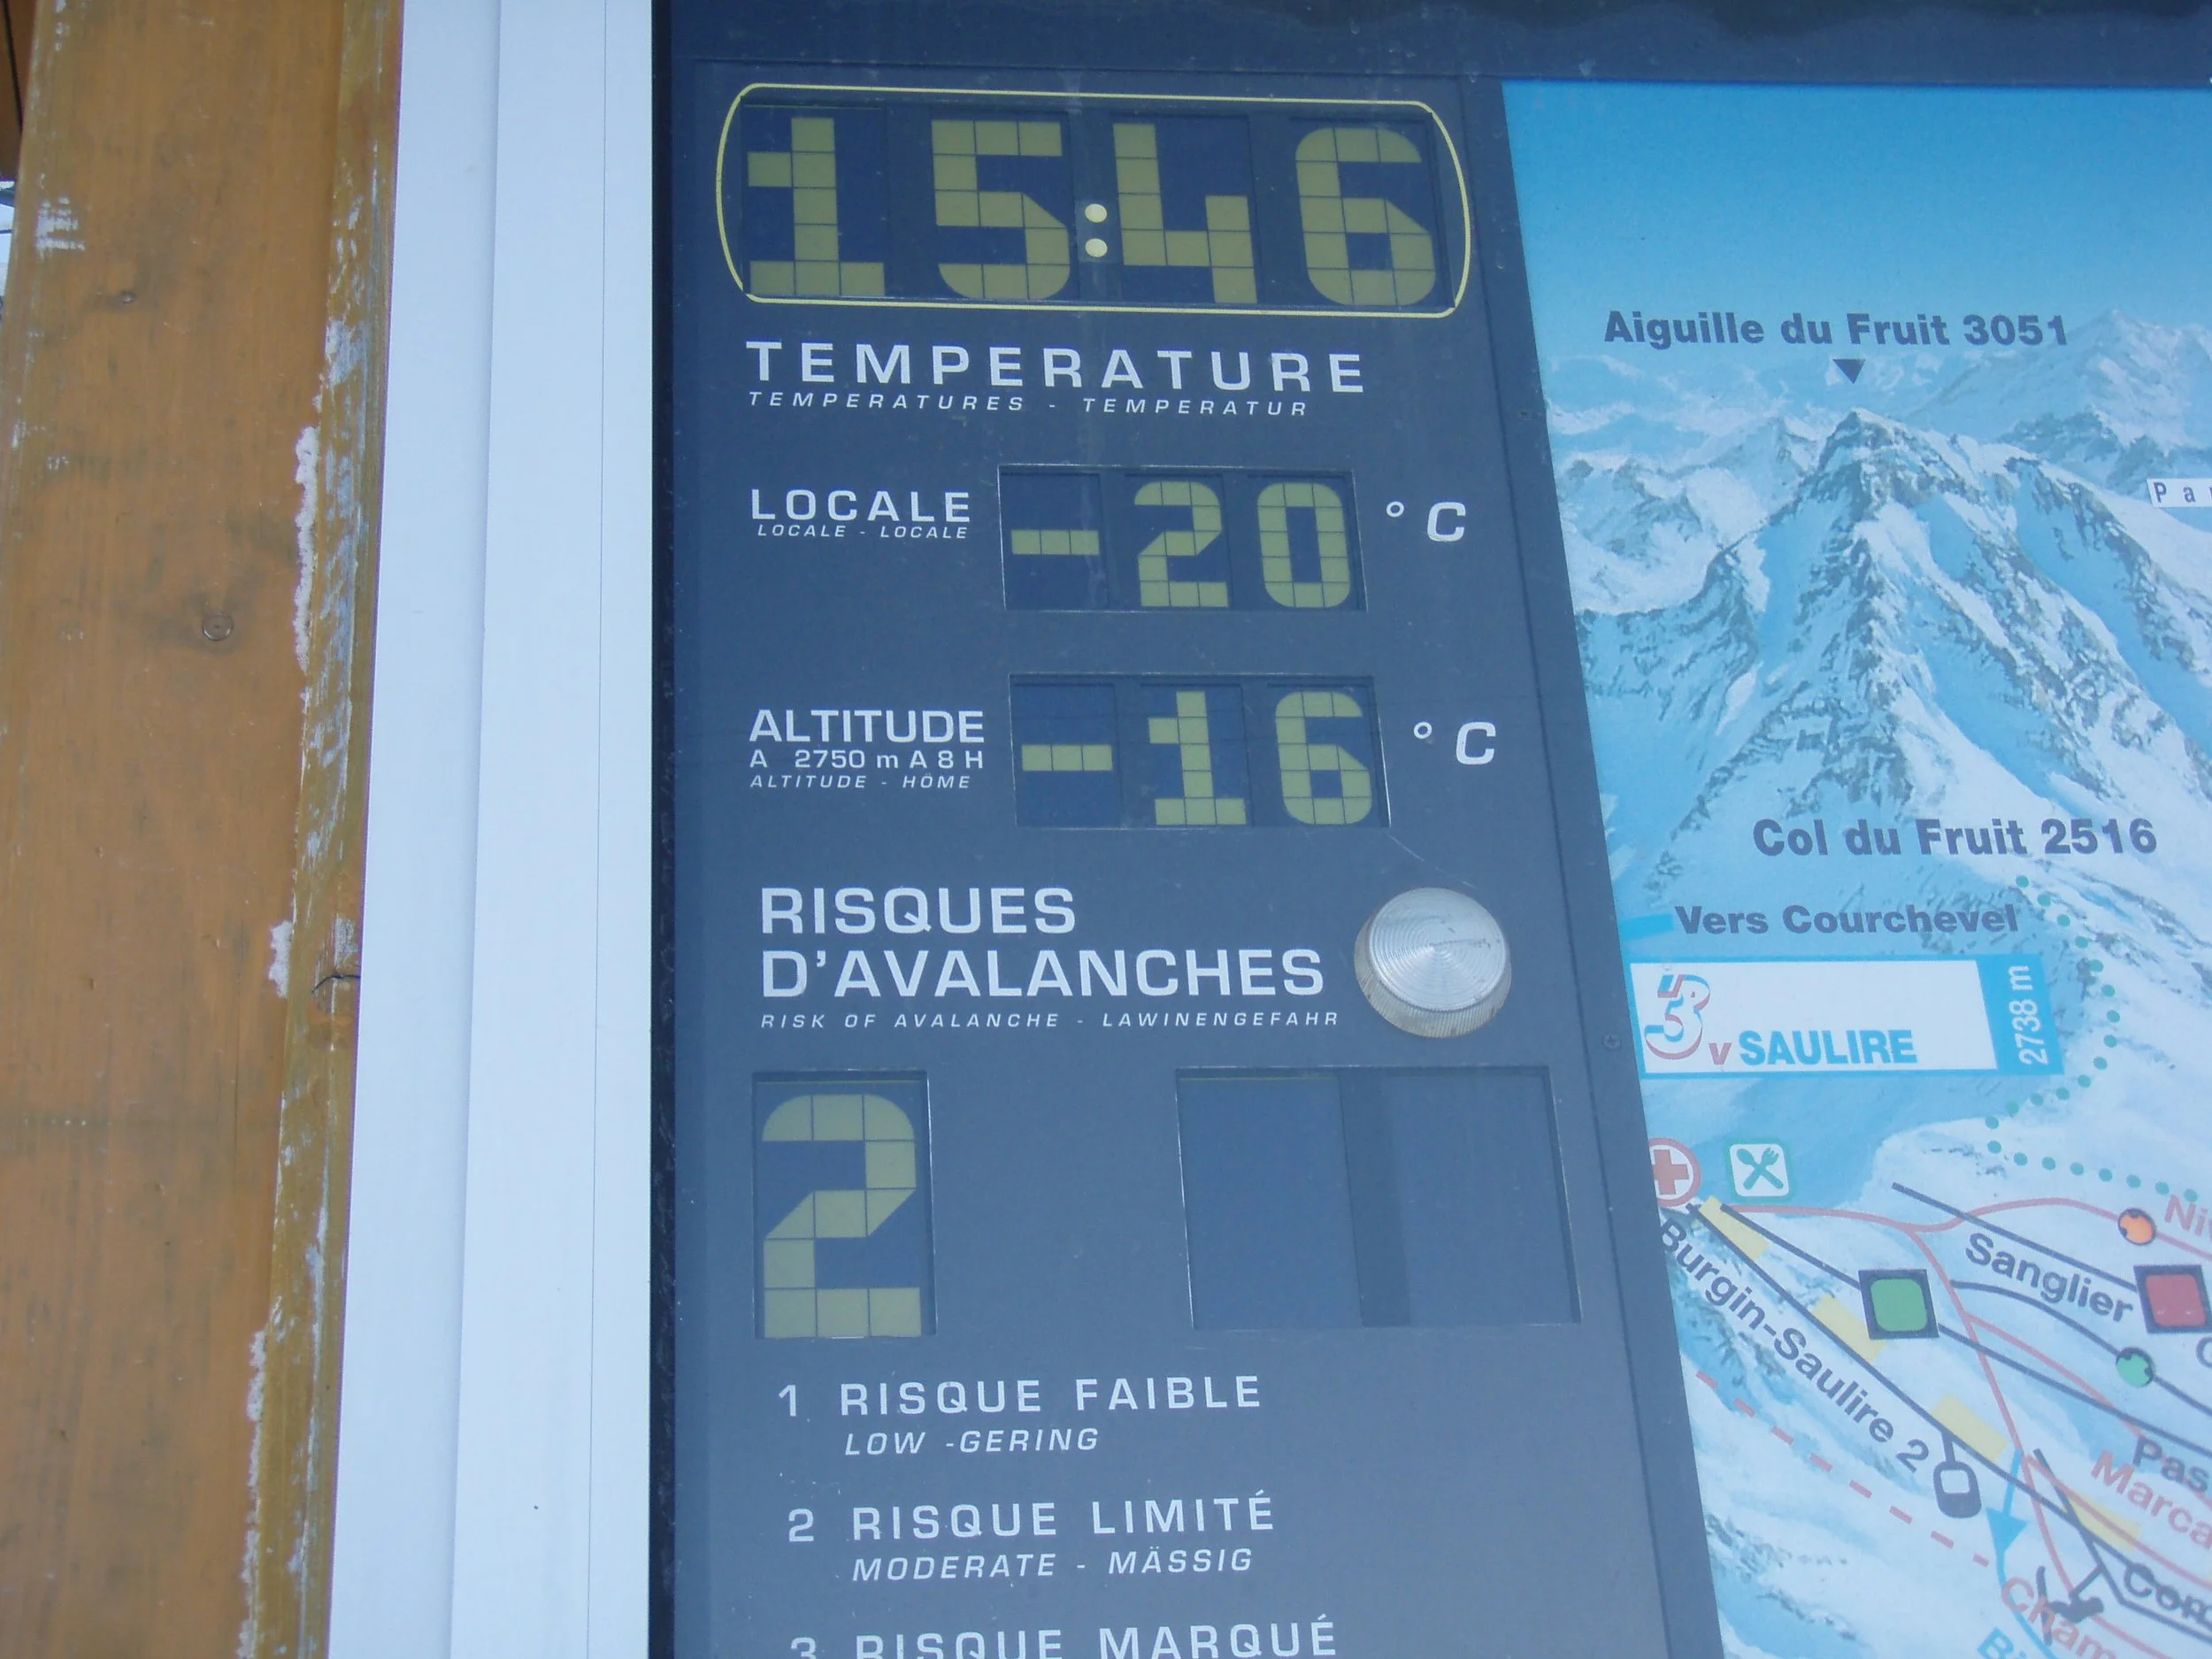 15:46
TEMPERATURE
TEMPERATURES - TEMPERATUR
LOCALE
LOCALE - LOCALE
-20 °C
ALTITUDE
A 2750 m A 8 H
ALTITUDE - HÖME
-16 °C
RISQUES
D'AVALANCHES
RISK OF AVALANCHE - LAWINENGEFAHR
2
1 RISQUE FAIBLE
LOW -GERING
2 RISQUE LIMITÉ
MODERATE - MÄSSIG
3 RISQUE MARQUÉ
Aiguille du Fruit 3051
Col du Fruit 2516
Vers Courchevel
3v SAULIRE
2738 m
Sanglier
Burgin-Saulire 2